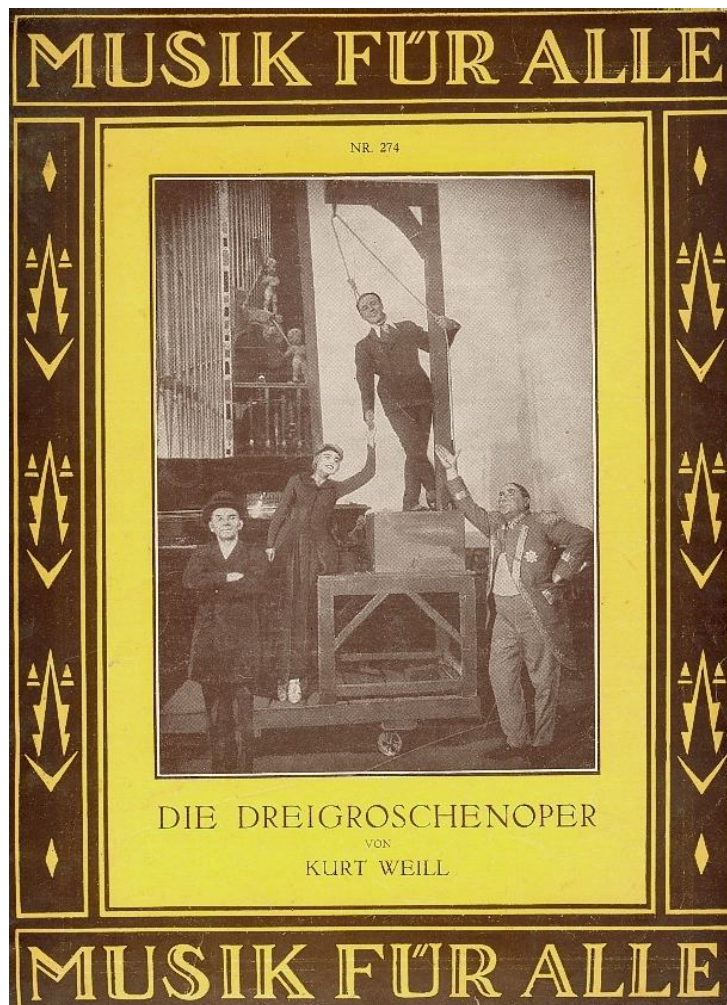 MUSIK FÜR ALLE
NR. 274
DIE DREIGROSCHENOPER
VON
KURT WEILL
MUSIK FÜR ALLE